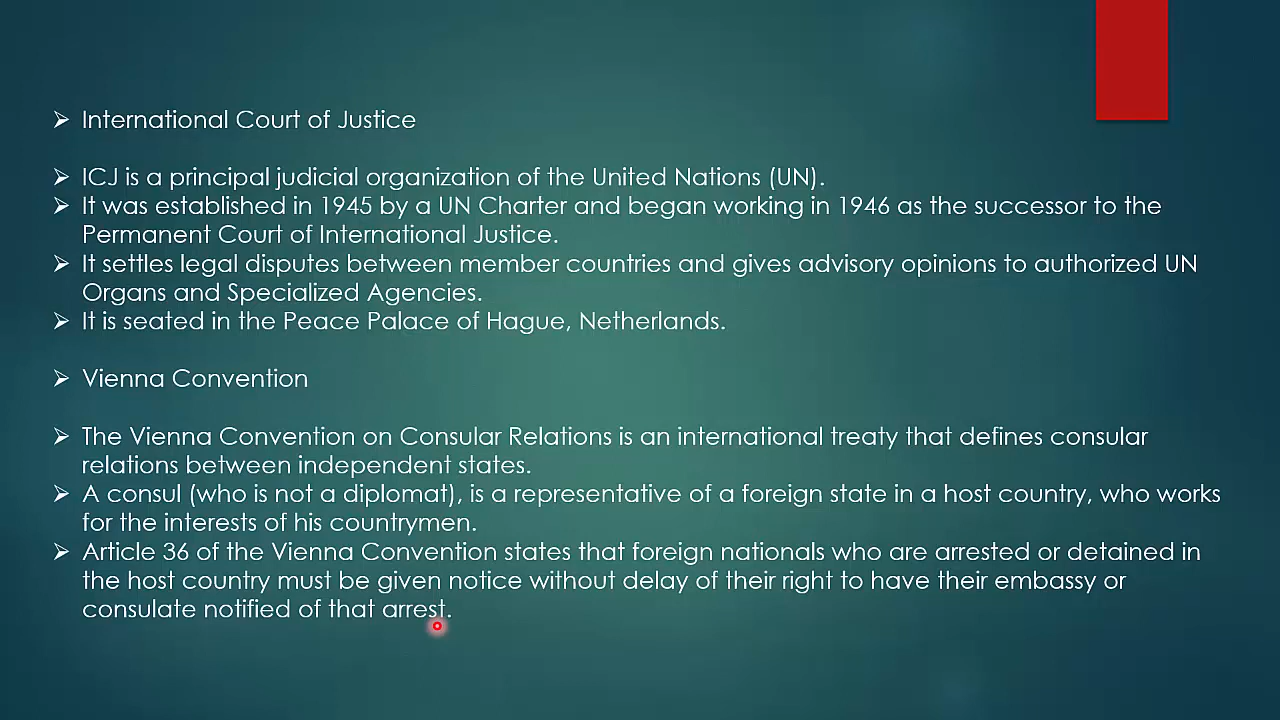 ➢ International Court of Justice
➢ ICJ is a principal judicial organization of the United Nations (UN).
➢ It was established in 1945 by a UN Charter and began working in 1946 as the successor to the
Permanent Court of International Justice.
➢ It settles legal disputes between member countries and gives advisory opinions to authorized UN
Organs and Specialized Agencies.
➢ It is seated in the Peace Palace of Hague, Netherlands.
➢ Vienna Convention
➢ The Vienna Convention on Consular Relations is an international treaty that defines consular
relations between independent states.
➢ A consul (who is not a diplomat), is a representative of a foreign state in a host country, who works
for the interests of his countrymen.
➢ Article 36 of the Vienna Convention states that foreign nationals who are arrested or detained in
the host country must be given notice without delay of their right to have their embassy or
consulate notified of that arrest.